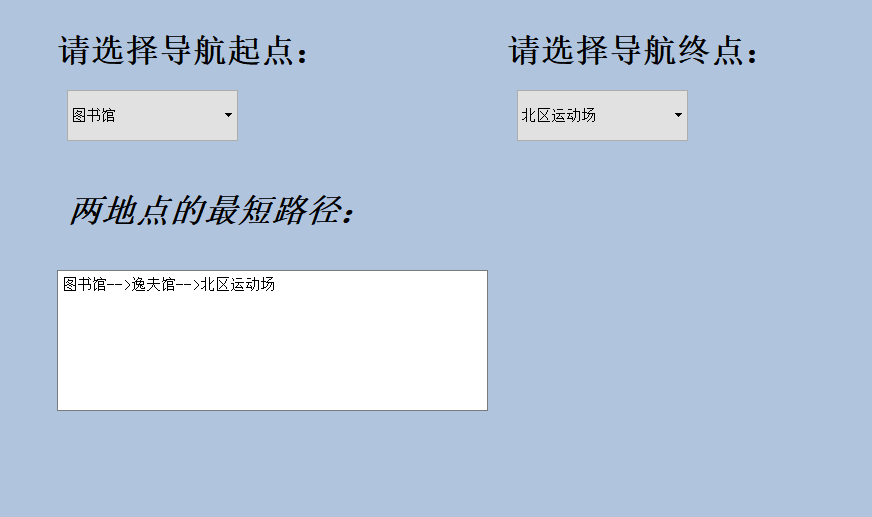 请选择导航起点：
请选择导航终点：
图书馆
北区运动场
两地点的最短路径：
图书馆-->逸夫馆-->北区运动场